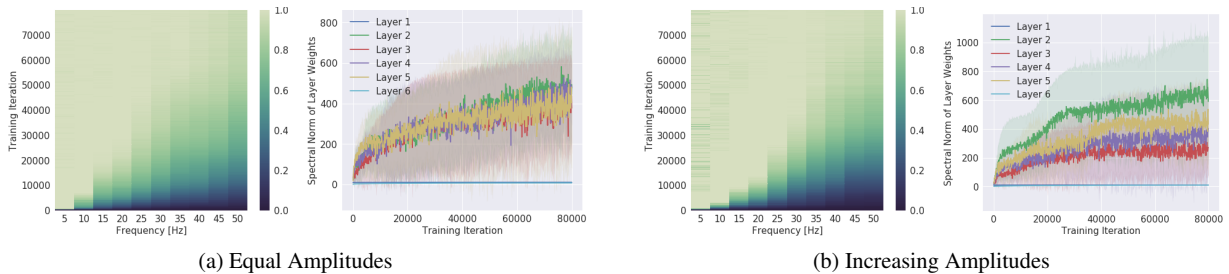 Training Iteration
70000
60000
50000
40000
30000
20000
10000
0
5 10 15 20 25 30 35 40 45 50
Frequency [Hz]
1.0
0.8
0.6
0.4
0.2
0.0
Spectral Norm of Layer Weights
800
600
400
200
0
Layer 1
Layer 2
Layer 3
Layer 4
Layer 5
Layer 6
0 20000 40000 60000 80000
Training Iteration
(a) Equal Amplitudes
Training Iteration
70000
60000
50000
40000
30000
20000
10000
0
5 10 15 20 25 30 35 40 45 50
Frequency [Hz]
1.0
0.8
0.6
0.4
0.2
0.0
Spectral Norm of Layer Weights
1000
800
600
400
200
0
Layer 1
Layer 2
Layer 3
Layer 4
Layer 5
Layer 6
0 20000 40000 60000 80000
Training Iteration
(b) Increasing Amplitudes